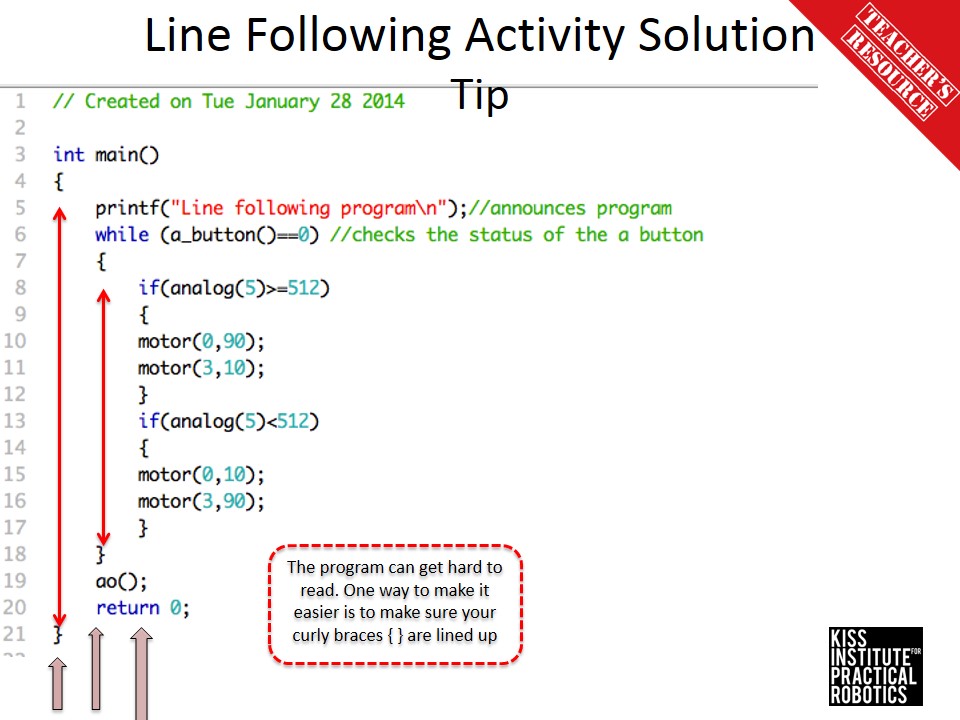 Line Following Activity Solution
Tip
TEACHER'S
RESOURCE
1 // Created on Tue January 28 2014
2
3 int main()
4 {
5 printf("Line following program\n");//announces program
6 while (a_button()==0) //checks the status of the a button
7 {
8 if(analog(5)>=512)
9 {
10 motor(0,90);
11 motor(3,10);
12 }
13 if(analog(5)<512)
14 {
15 motor(0,10);
16 motor(3,90);
17 }
18 }
19 ao();
20 return 0;
21 }
The program can get hard to
read. One way to make it
easier is to make sure your
curly braces { } are lined up
KISS
INSTITUTE FOR
PRACTICAL
ROBOTICS